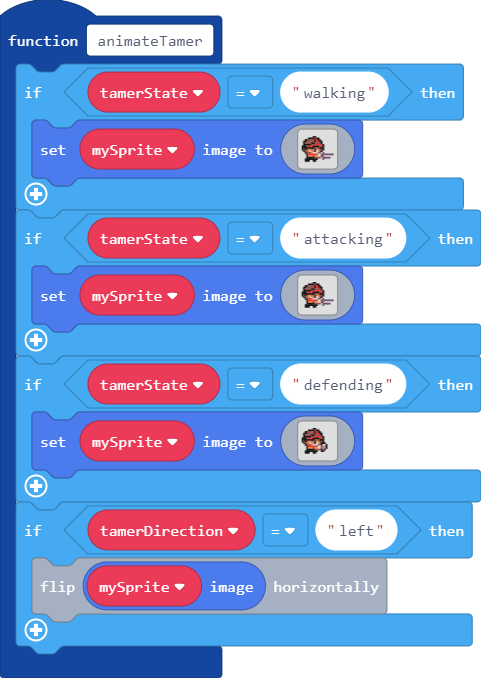 function animateTamer
if tamerState = "walking" then
set mySprite image to
if tamerState = "attacking" then
set mySprite image to
if tamerState = "defending" then
set mySprite image to
if tamerDirection = "left" then
flip mySprite image horizontally